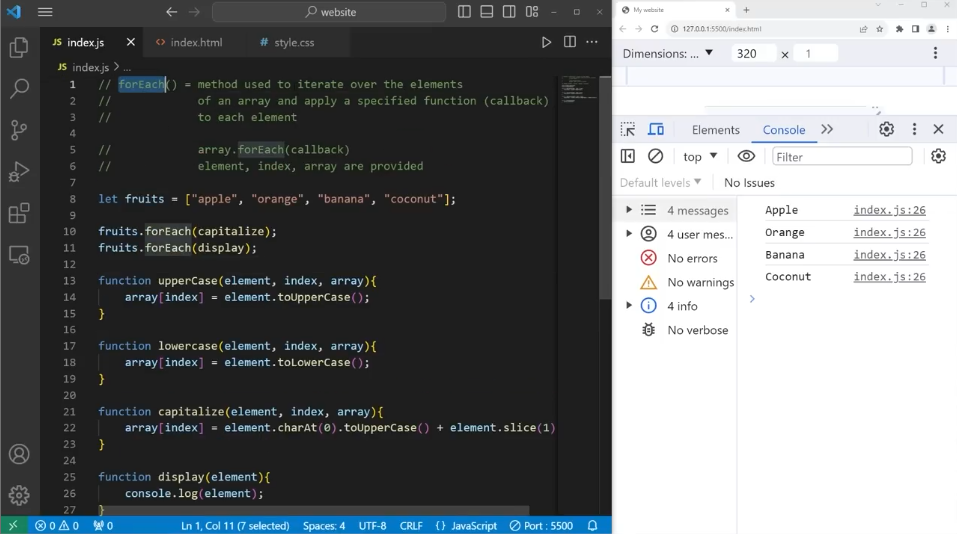 website
index.js
index.html
style.css
index.js > ...
1 // forEach() = method used to iterate over the elements
2 // of an array and apply a specified function (callback)
3 // to each element
4
5 // array.forEach(callback)
6 // element, index, array are provided
7
8 let fruits = ["apple", "orange", "banana", "coconut"];
9
10 fruits.forEach(capitalize);
11 fruits.forEach(display);
12
13 function upperCase(element, index, array){
14 array[index] = element.toUpperCase();
15 }
16
17 function lowercase(element, index, array){
18 array[index] = element.toLowerCase();
19 }
20
21 function capitalize(element, index, array){
22 array[index] = element.charAt(0).toUpperCase() + element.slice(1)
23 }
24
25 function display(element){
26 console.log(element);
27 }
0 0 0
Ln 1, Col 11 (7 selected) Spaces: 4 UTF-8 CRLF {} JavaScript Port : 5500
My website
127.0.0.1:5500/index.html
Dimensions: ... 320 × 1
Elements Console
top Filter
Default levels No Issues
4 messages
4 user mes...
No errors
No warnings
4 info
No verbose
Apple index.js:26
Orange index.js:26
Banana index.js:26
Coconut index.js:26